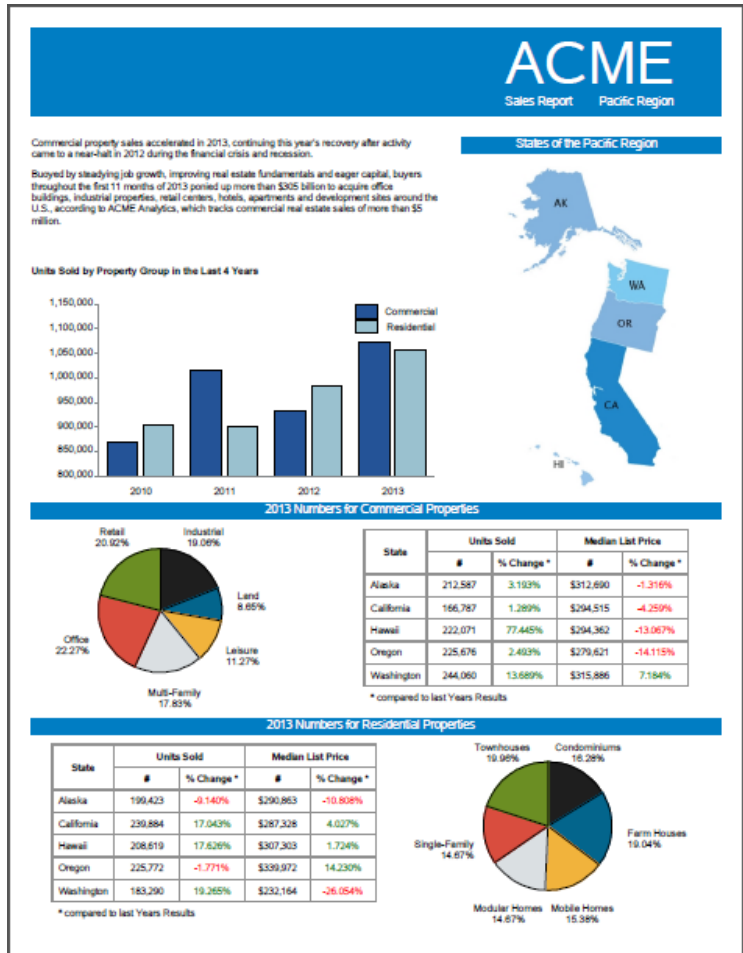 ACME
Sales Report Pacific Region
Commercial property sales accelerated in 2013, continuing this year's recovery after activity
came to a near-halt in 2012 during the financial crisis and recession.
Buoyed by steadying job growth, improving real estate fundamentals and eager capital, buyers
throughout the first 11 months of 2013 ponied up more than $305 billion to acquire office
buildings, industrial properties, retail centers, hotels, apartments and development sites around the
U.S., according to ACME Analytics, which tracks commercial real estate sales of more than $5
million.
States of the Pacific Region
AK
WA
OR
CA
HI
Units Sold by Property Group in the Last 4 Years
1,150,000
1,100,000
1,050,000
1,000,000
950,000
900,000
850,000
800,000
Commercial
Residential
2010 2011 2012 2013
2013 Numbers for Commercial Properties
Retail
20.92%
Industrial
19.06%
Land
8.65%
Leisure
11.27%
Multi-Family
17.83%
Office
22.27%
State Units Sold Median List Price
# % Change * # % Change *
Alaska 212,587 3.193% $312,690 -1.316%
California 166,787 1.289% $294,515 -4.259%
Hawaii 222,071 77.445% $294,362 -13.067%
Oregon 225,676 2.493% $279,621 -14.115%
Washington 244,060 13.689% $315,886 7.184%
* compared to last Years Results
2013 Numbers for Residential Properties
State Units Sold Median List Price
# % Change * # % Change *
Alaska 199,423 -9.140% $290,863 -10.808%
California 239,884 17.043% $287,328 4.027%
Hawaii 208,619 17.626% $307,303 1.724%
Oregon 225,772 -1.771% $339,972 14.230%
Washington 183,290 19.265% $232,164 -26.054%
* compared to last Years Results
Townhouses
19.96%
Condominiums
16.28%
Farm Houses
19.04%
Mobile Homes
15.38%
Modular Homes
14.67%
Single-Family
14.67%